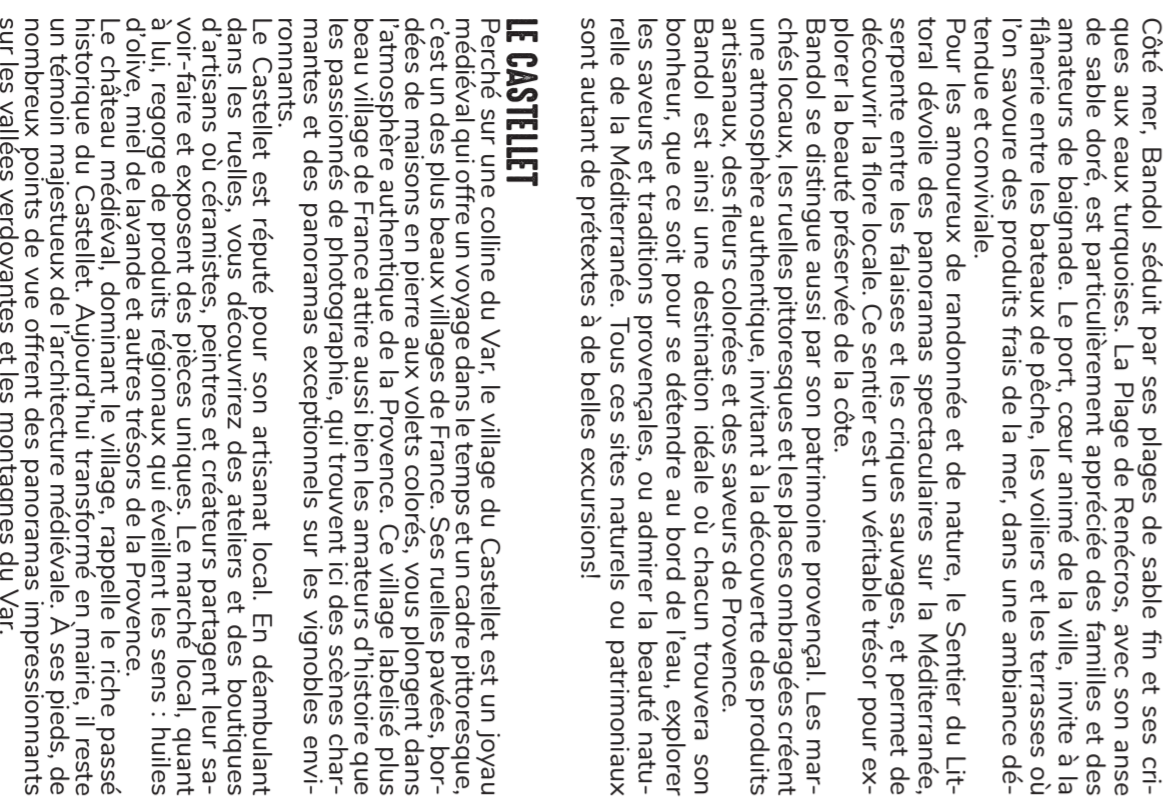 Côté mer, Bandol séduit par ses plages de sable fin et ses cri-
ques aux eaux turquoises. La Plage de Renécros, avec son anse
de sable doré, est particulièrement appréciée des familles et des
amateurs de baignade. Le port, cœur animé de la ville, invite à la
flânerie entre les bateaux de pêche, les voiliers et les terrasses où
l’on savoure des produits frais de la mer, dans une ambiance dé-
tendue et conviviale.
Pour les amoureux de randonnée et de nature, le Sentier du Lit-
toral dévoile des panoramas spectaculaires sur la Méditerranée,
serpente entre les falaises et les criques sauvages, et permet de
découvrir la flore locale. Ce sentier est un véritable trésor pour ex-
plorer la beauté préservée de la côte.
Bandol se distingue aussi par son patrimoine provençal. Les mar-
chés locaux, les ruelles pittoresques et les places ombragées créent
une atmosphère authentique, invitant à la découverte des produits
artisanaux, des fleurs colorées et des saveurs de Provence.
Bandol est ainsi une destination idéale où chacun trouvera son
bonheur, que ce soit pour se détendre au bord de l’eau, explorer
les saveurs et traditions provençales, ou admirer la beauté natu-
relle de la Méditerranée. Tous ces sites naturels ou patrimoniaux
sont autant de prétextes à de belles excursions!
LE CASTELLET
Perché sur une colline du Var, le village du Castellet est un joyau
médiéval qui offre un voyage dans le temps et un cadre pittoresque,
c’est un des plus beaux villages de France. Ses ruelles pavées, bor-
dées de maisons en pierre aux volets colorés, vous plongent dans
l’atmosphère authentique de la Provence. Ce village labelisé plus
beau village de France attire aussi bien les amateurs d’histoire que
les passionnés de photographie, qui trouvent ici des scènes char-
mantes et des panoramas exceptionnels sur les vignobles envi-
ronnants.
Le Castellet est réputé pour son artisanat local. En déambulant
dans les ruelles, vous découvrirez des ateliers et des boutiques
d’artisans où céramistes, peintres et créateurs partagent leur sa-
voir-faire et exposent des pièces uniques. Le marché local, quant
à lui, regorge de produits régionaux qui éveillent les sens : huiles
d’olive, miel de lavande et autres trésors de la Provence.
Le château médiéval, dominant le village, rappelle le riche passé
historique du Castellet. Aujourd’hui transformé en mairie, il reste
un témoin majestueux de l’architecture médiévale. À ses pieds, de
nombreux points de vue offrent des panoramas impressionnants
sur les vallées verdoyantes et les montagnes du Var.